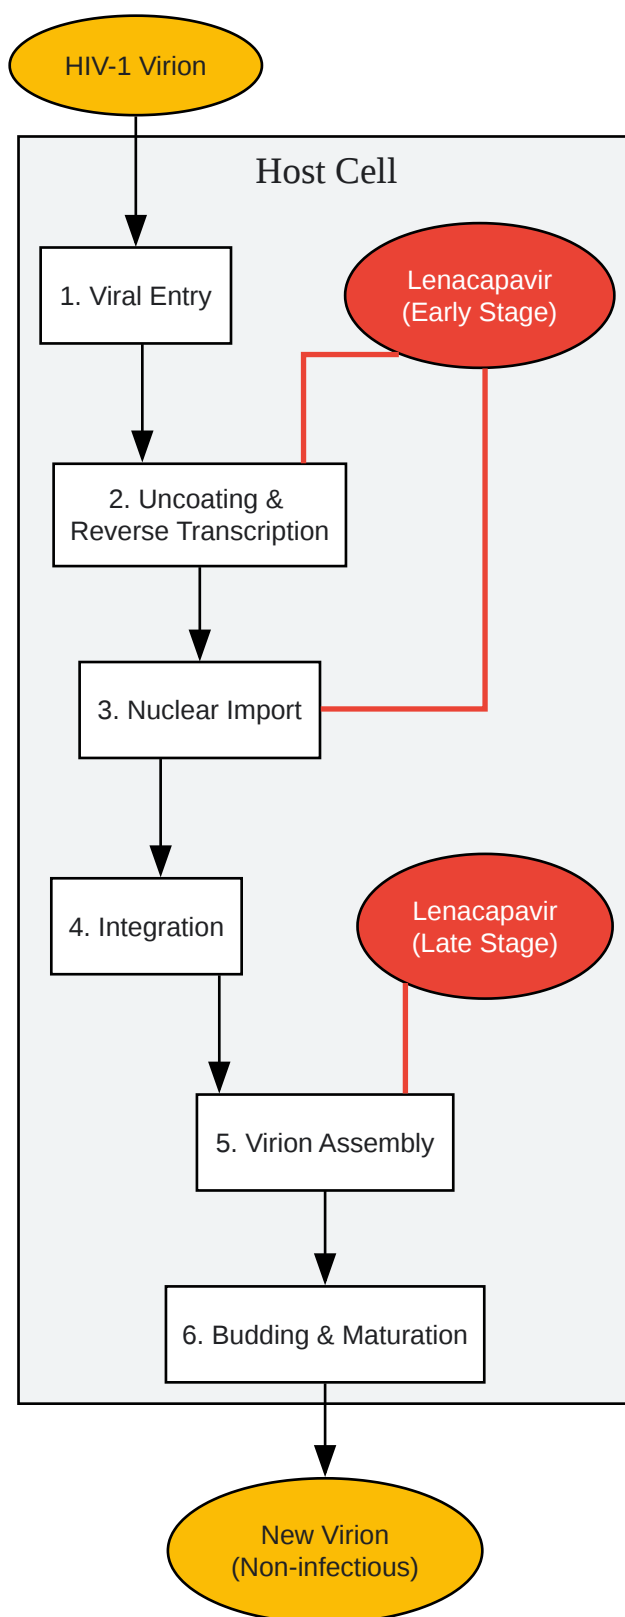 HIV-1 Virion
Host Cell
1. Viral Entry
Lenacapavir
(Early Stage)
2. Uncoating &
Reverse Transcription
3. Nuclear Import
4. Integration
Lenacapavir
(Late Stage)
5. Virion Assembly
6. Budding & Maturation
New Virion
(Non-infectious)